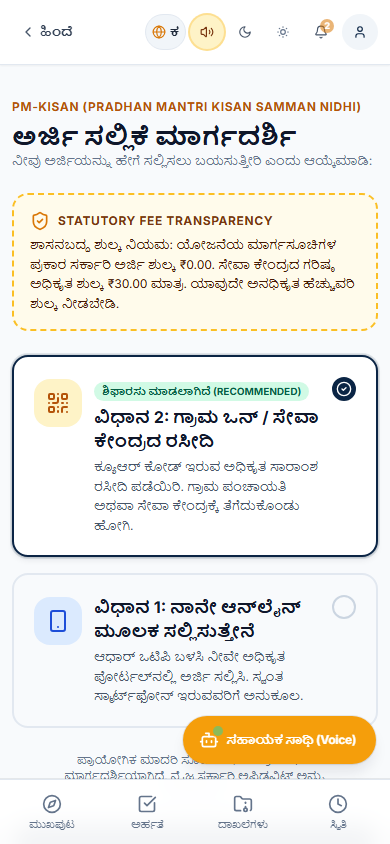 ಹಿಂದೆ
ಕ
2
PM-KISAN (PRADHAN MANTRI KISAN SAMMAN NIDHI)
ಅರ್ಜಿ ಸಲ್ಲಿಕೆ ಮಾರ್ಗದರ್ಶಿ
ನೀವು ಅರ್ಜಿಯನ್ನು ಹೇಗೆ ಸಲ್ಲಿಸಲು ಬಯಸುತ್ತೀರಿ ಎಂದು ಆಯ್ಕೆಮಾಡಿ:
STATUTORY FEE TRANSPARENCY
ಶಾಸನಬದ್ಧ ಶುಲ್ಕ ನಿಯಮ: ಯೋಜನೆಯ ಮಾರ್ಗಸೂಚಿಗಳ
ಪ್ರಕಾರ ಸರ್ಕಾರಿ ಅರ್ಜಿ ಶುಲ್ಕ ₹0.00. ಸೇವಾ ಕೇಂದ್ರದ ಗರಿಷ್ಠ
ಅಧಿಕೃತ ಶುಲ್ಕ ₹30.00 ಮಾತ್ರ. ಯಾವುದೇ ಅನಧಿಕೃತ ಹೆಚ್ಚುವರಿ
ಶುಲ್ಕ ನೀಡಬೇಡಿ.
ಶಿಫಾರಸು ಮಾಡಲಾಗಿದೆ (RECOMMENDED)
ವಿಧಾನ 2: ಗ್ರಾಮ ಒನ್ / ಸೇವಾ
ಕೇಂದ್ರದ ರಸೀದಿ
ಕ್ಯೂಆರ್ ಕೋಡ್ ಇರುವ ಅಧಿಕೃತ ಸಾರಾಂಶ
ರಸೀದಿ ಪಡೆಯಿರಿ. ಗ್ರಾಮ ಪಂಚಾಯತಿ
ಅಥವಾ ಸೇವಾ ಕೇಂದ್ರಕ್ಕೆ ತೆಗೆದುಕೊಂಡು
ಹೋಗಿ.
ವಿಧಾನ 1: ನಾನೇ ಆನ್‌ಲೈನ್
ಮೂಲಕ ಸಲ್ಲಿಸುತ್ತೇನೆ
ಆಧಾರ್ ಒಟಿಪಿ ಬಳಸಿ ನೀವೇ ಅಧಿಕೃತ
ಪೋರ್ಟಲ್‌ನಲ್ಲಿ ಅರ್ಜಿ ಸಲ್ಲಿಸಿ. ಸ್ವಂತ
ಸ್ಮಾರ್ಟ್‌ಫೋನ್ ಇರುವವರಿಗೆ ಅನುಕೂಲ.
ಸಹಾಯಕ ಸಾಥಿ (Voice)
ಪ್ರಾಯೋಗಿಕ ಮಾದರಿ
ಮುಖಪುಟ
ಅರ್ಹತೆ
ದಾಖಲೆಗಳು
ಸ್ಥಿತಿ